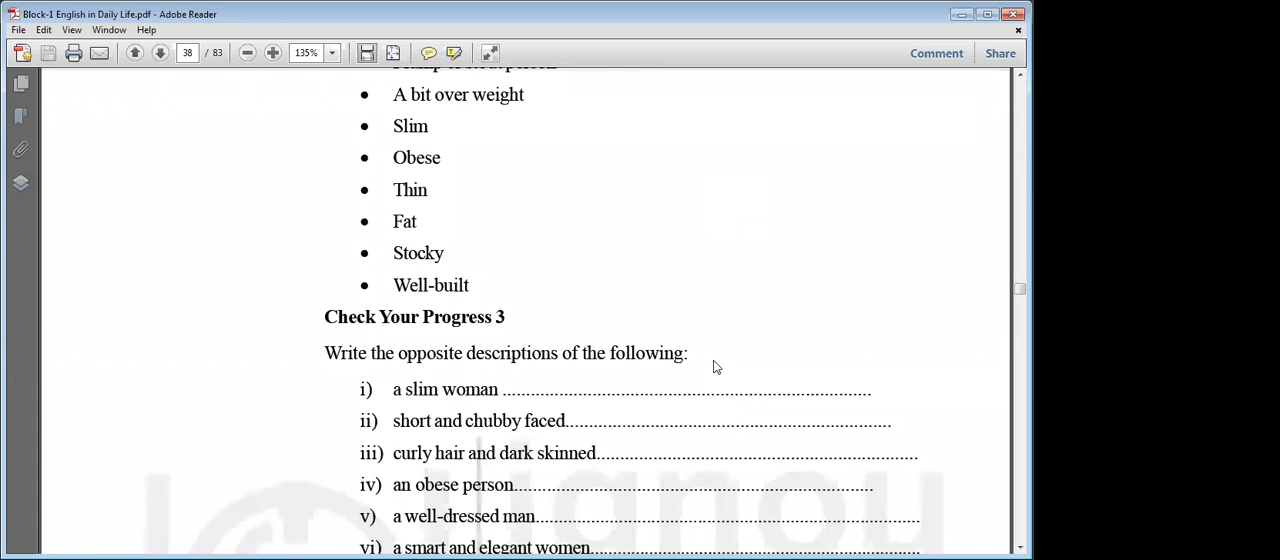 Block-1 English in Daily Life.pdf - Adobe Reader
File Edit View Window Help
38 / 83 135% Comment Share
• A bit over weight
• Slim
• Obese
• Thin
• Fat
• Stocky
• Well-built
Check Your Progress 3
Write the opposite descriptions of the following:
i) a slim woman ..........................................................................
ii) short and chubby faced.................................................................
iii) curly hair and dark skinned................................................................
iv) an obese person........................................................................
v) a well-dressed man.............................................................................
vi) a smart and elegant women..................................................................
ignou